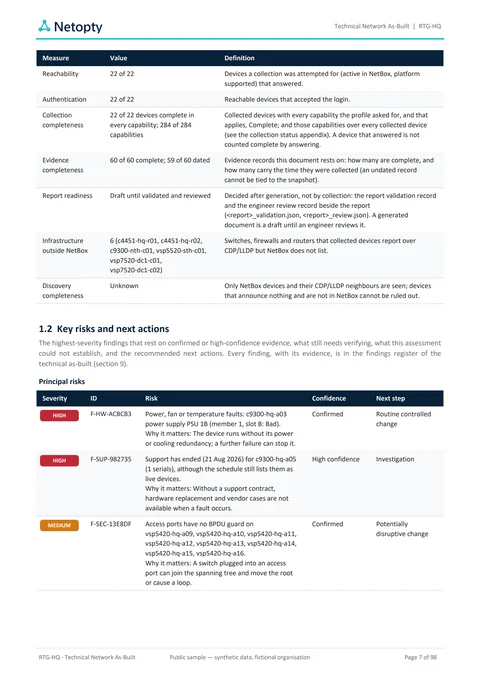 Netopty
Technical Network As-Built | RTG-HQ
Measure Value Definition
Reachability 22 of 22 Devices a collection was attempted for (active in NetBox, platform
supported) that answered.
Authentication 22 of 22 Reachable devices that accepted the login.
Collection 22 of 22 devices complete in Collected devices with every capability the profile asked for, and that
completeness every capability; 284 of 284 applies, Complete; and those capabilities over every collected device
capabilities (see the collection status appendix). A device that answered is not
counted complete by answering.
Evidence 60 of 60 complete; 59 of 60 dated Evidence records this document rests on: how many are complete, and
completeness how many carry the time they were collected (an undated record
cannot be tied to the snapshot).
Report readiness Draft until validated and reviewed Decided after generation, not by collection: the report validation record
and the engineer review record beside the report
(<report>_validation.json, <report>_review.json). A generated
document is a draft until an engineer reviews it.
Infrastructure 6 (c4451-hq-r01, c4451-hq-r02, Switches, firewalls and routers that collected devices report over
outside NetBox c9300-nth-c01, vsp5520-sth-c01, CDP/LLDP but NetBox does not list.
vsp7520-dc1-c01,
vsp7520-dc1-c02)
Discovery Unknown Only NetBox devices and their CDP/LLDP neighbours are seen; devices
completeness that announce nothing and are not in NetBox cannot be ruled out.
1.2 Key risks and next actions
The highest-severity findings that rest on confirmed or high-confidence evidence, what still needs verifying, what this assessment
could not establish, and the recommended next actions. Every finding, with its evidence, is in the findings register of the
technical as-built (section 9).
Principal risks
Severity ID Risk Confidence Next step
HIGH F-HW-ACBCB3 Power, fan or temperature faults: c9300-hq-a03 Confirmed Routine controlled
power supply PSU 1B (member 1, slot B: Bad). change
Why it matters: The device runs without its power
or cooling redundancy; a further failure can stop it.
HIGH F-SUP-982735 Support has ended (21 Aug 2026) for c9300-hq-a05 High confidence Investigation
(1 serials), although the schedule still lists them as
live devices.
Why it matters: Without a support contract,
hardware replacement and vendor cases are not
available when a fault occurs.
MEDIUM F-SEC-13E8DF Access ports have no BPDU guard on Confirmed Potentially
vsp5420-hq-a09, vsp5420-hq-a10, vsp5420-hq-a11, disruptive change
vsp5420-hq-a12, vsp5420-hq-a13, vsp5420-hq-a14,
vsp5420-hq-a15, vsp5420-hq-a16.
Why it matters: A switch plugged into an access
port can join the spanning tree and move the root
or cause a loop.
RTG-HQ - Technical Network As-Built Public sample — synthetic data, fictional organisation Page 7 of 98